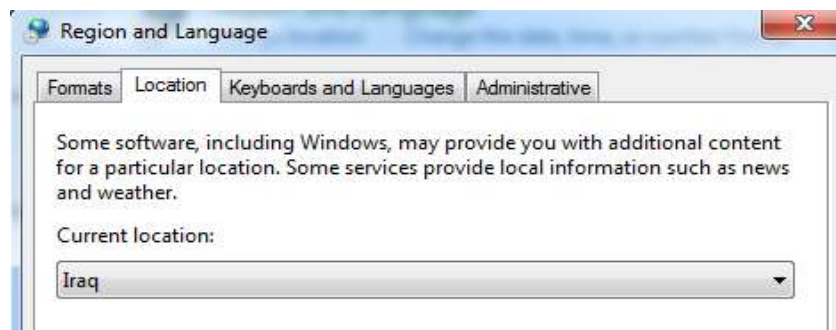 Region and Language
Formats Location Keyboards and Languages Administrative
Some software, including Windows, may provide you with additional content
for a particular location. Some services provide local information such as news
and weather.
Current location:
Iraq